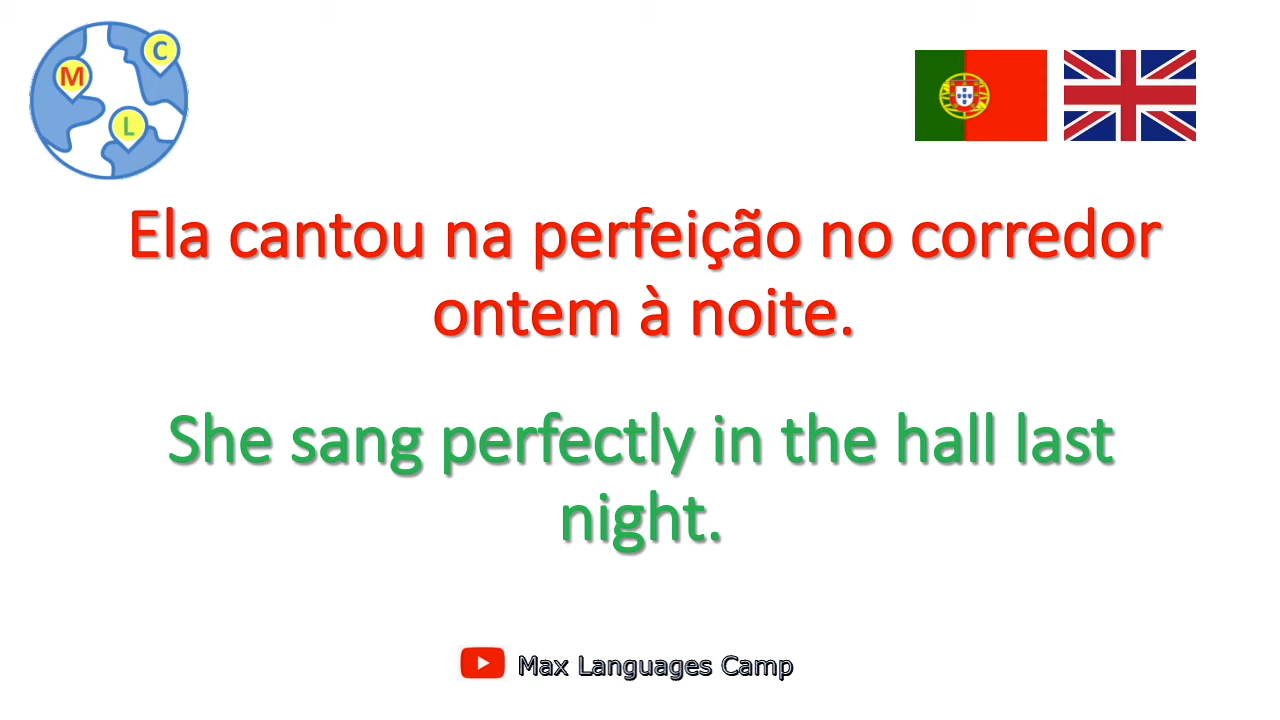 M
C
L
Ela cantou na perfeição no corredor
ontem à noite.
She sang perfectly in the hall last
night.
Max Languages Camp